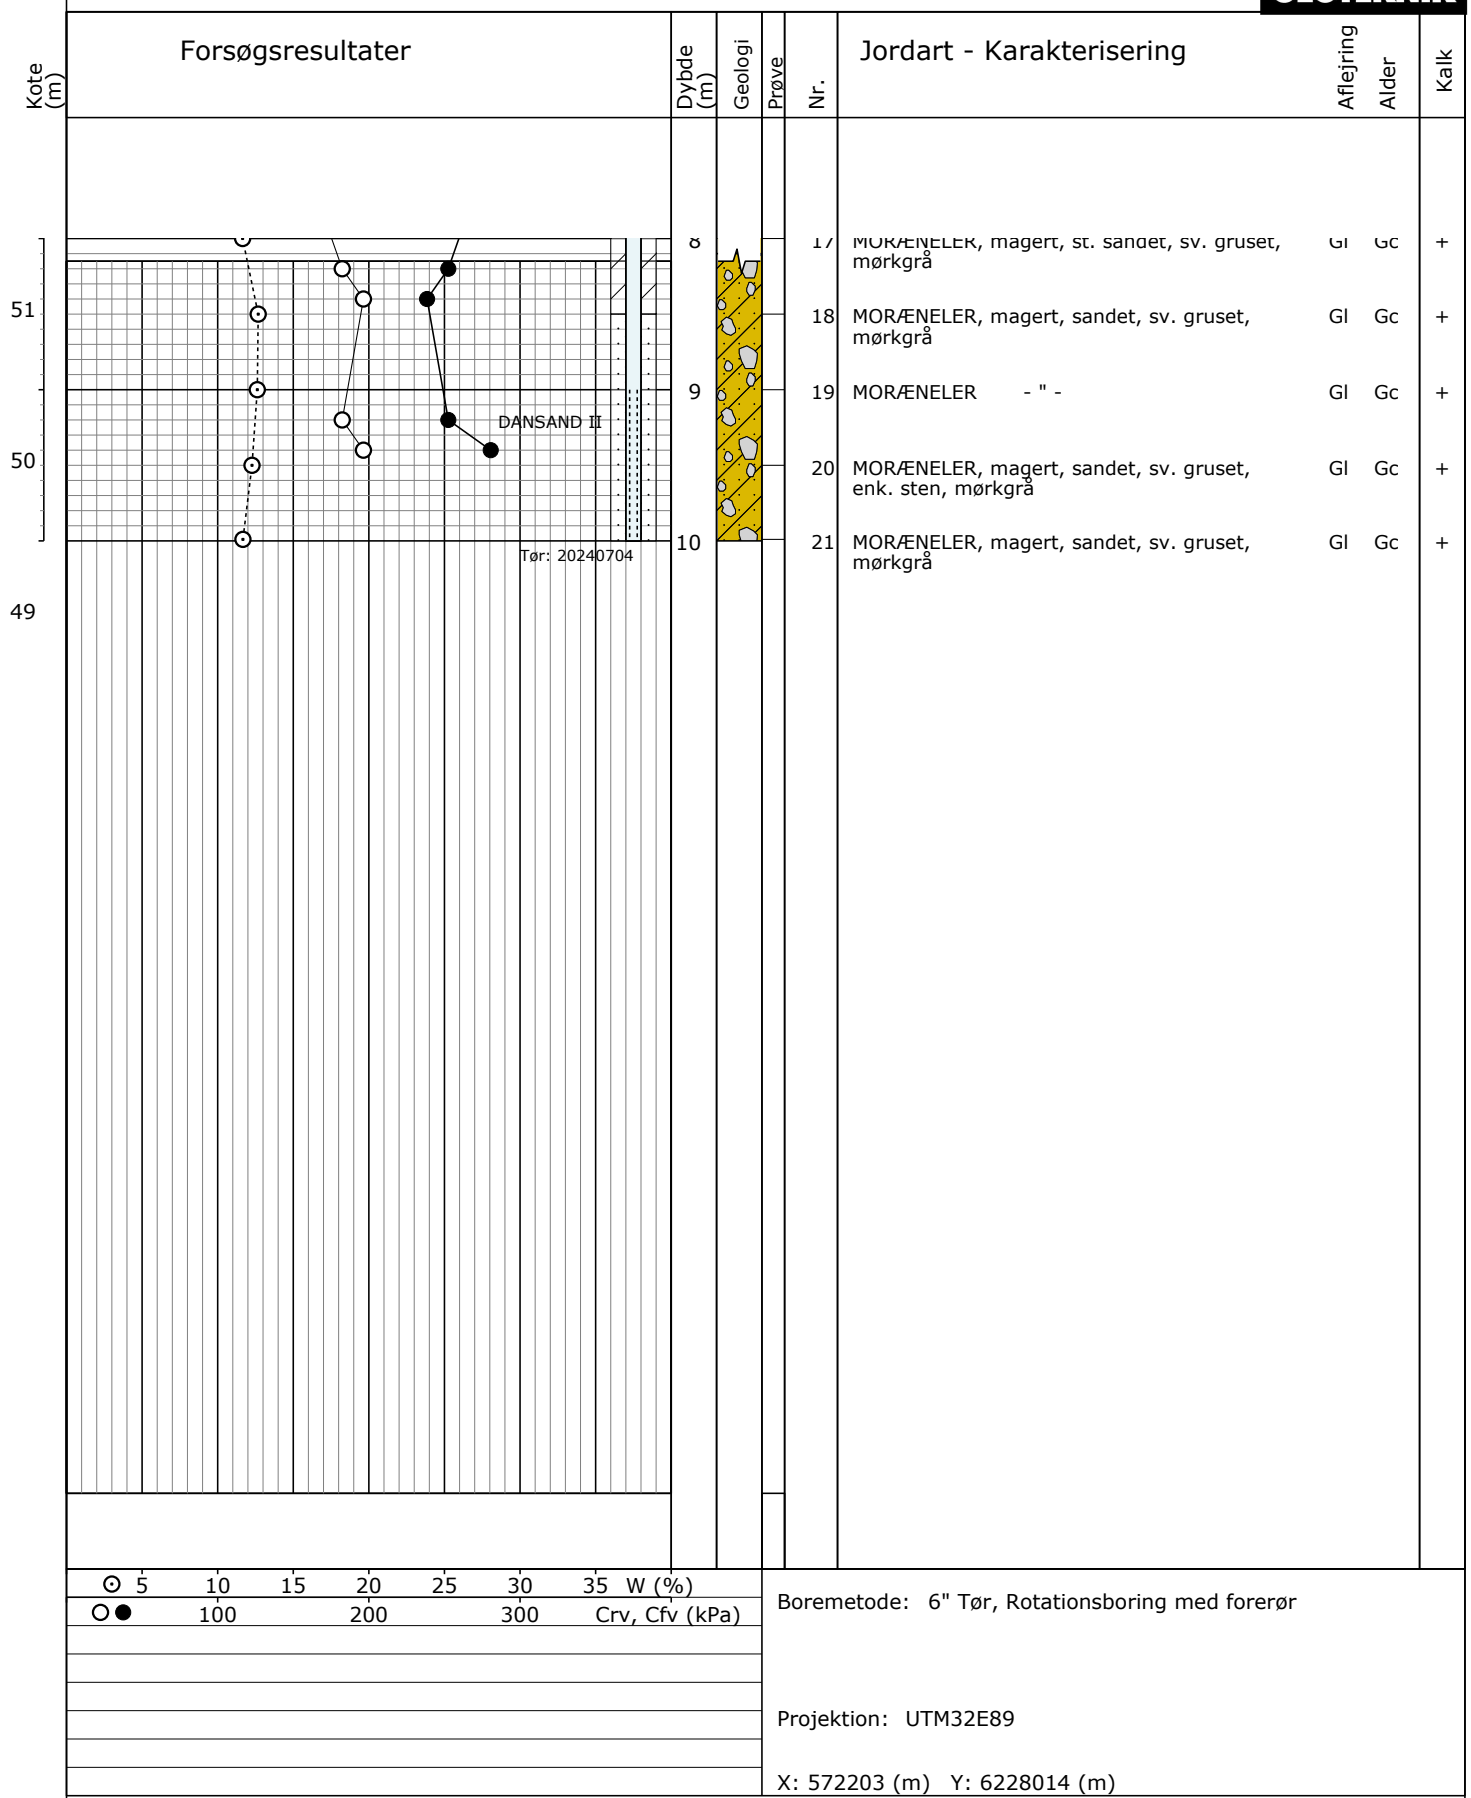 Forsøgsresultater
Jordart - Karakterisering
Kote
(m)
Dybde
(m)
Geologi
Prøve
Nr.
Aflejring
Alder
Kalk
8 17 MORÆNELER, magert, st. sandet, sv. gruset, Gl Gc +
mørkgrå
51 18 MORÆNELER, magert, sandet, sv. gruset, Gl Gc +
mørkgrå
9 19 MORÆNELER - " - Gl Gc +
DANSAND II
50 20 MORÆNELER, magert, sandet, sv. gruset, Gl Gc +
enk. sten, mørkgrå
10 21 MORÆNELER, magert, sandet, sv. gruset, Gl Gc +
Tør: 20240704 mørkgrå
49
5 10 15 20 25 30 35 W (%)
100 200 300 Crv, Cfv (kPa)
Boremetode: 6" Tør, Rotationsboring med forerør
Projektion: UTM32E89
X: 572203 (m) Y: 6228014 (m)